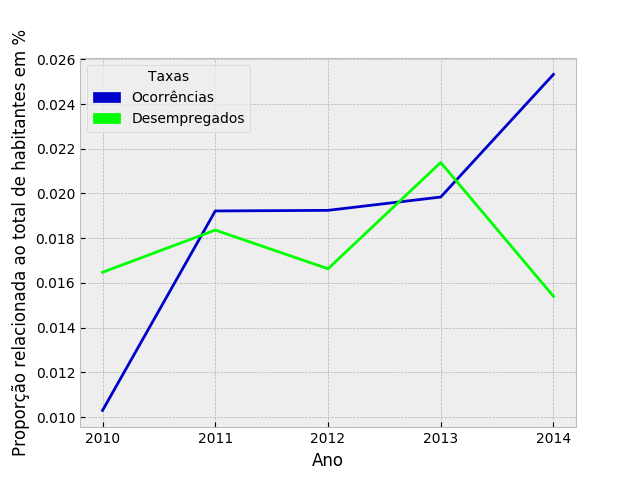 Proporção relacionada ao total de habitantes em %
0.026
0.024
0.022
0.020
0.018
0.016
0.014
0.012
0.010
Taxas
Ocorrências
Desempregados
2010 2011 2012 2013 2014
Ano